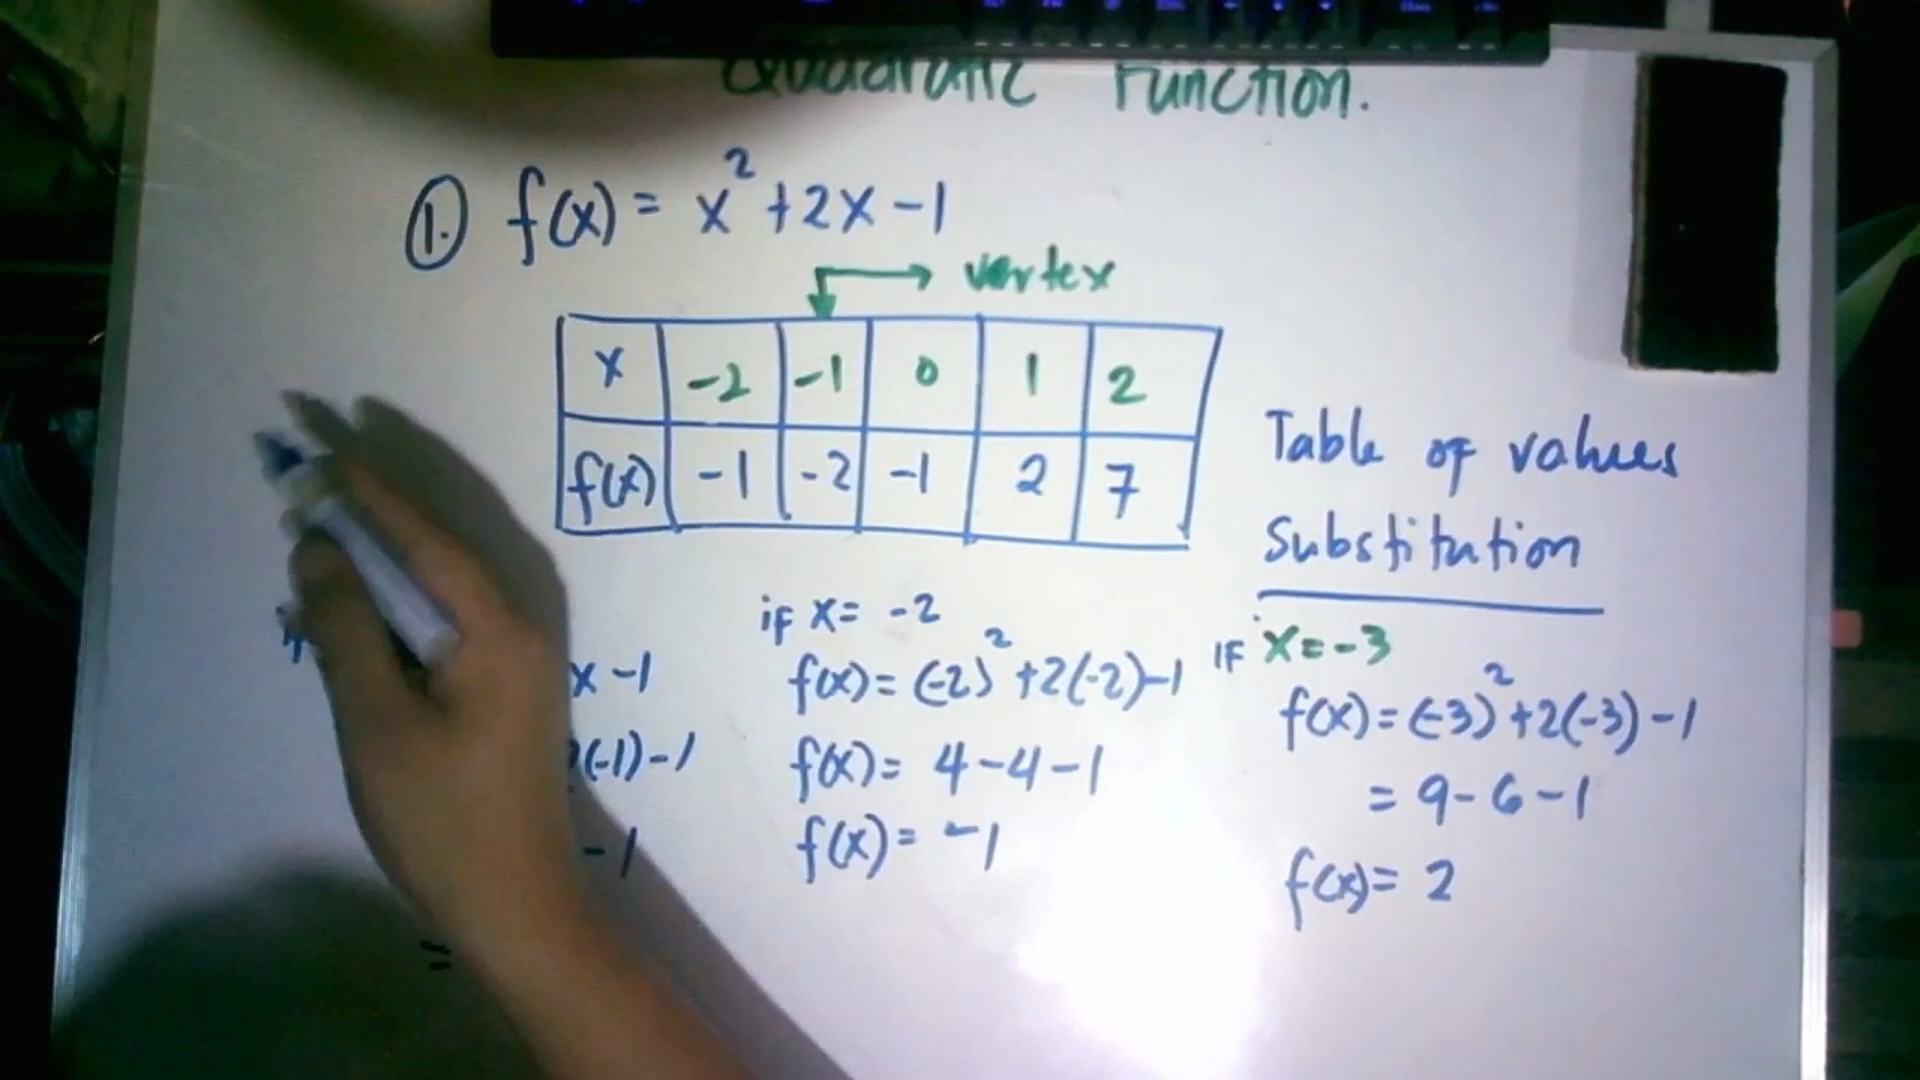 Quadratic Function.
1. f(x) = x² + 2x - 1
vertex
x -2 -1 0 1 2
f(x) -1 -2 -1 2 7
Table of values
Substitution
x - 1
(-1) - 1
- 1
=
if x = -2
f(x) = (-2)² + 2(-2) - 1
f(x) = 4 - 4 - 1
f(x) = -1
IF x = -3
f(x) = (-3)² + 2(-3) - 1
= 9 - 6 - 1
f(x) = 2